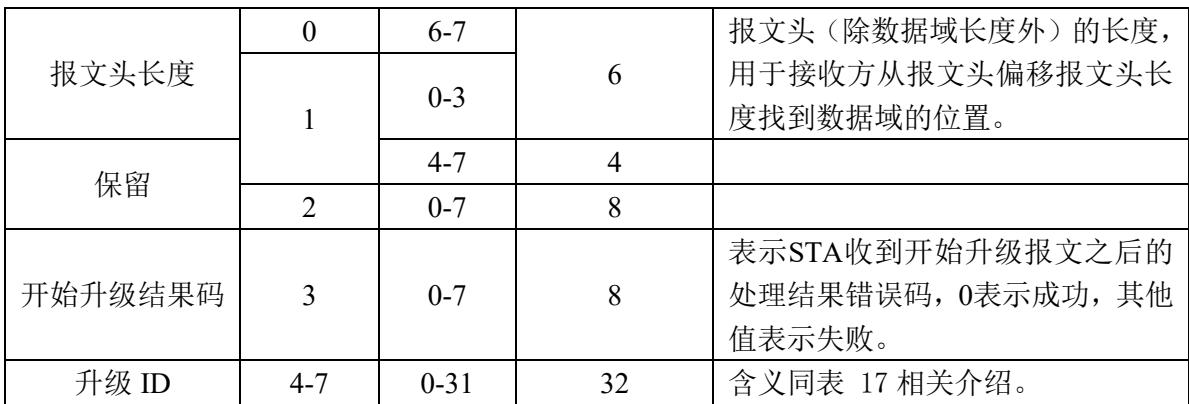 报文头长度 0 6-7 6 报文头（除数据域长度外）的长度，
用于接收方从报文头偏移报文头长
度找到数据域的位置。
1 0-3
保留 4-7 4
2 0-7 8
开始升级结果码 3 0-7 8 表示STA收到开始升级报文之后的
处理结果错误码，0表示成功，其他
值表示失败。
升级 ID 4-7 0-31 32 含义同表 17 相关介绍。